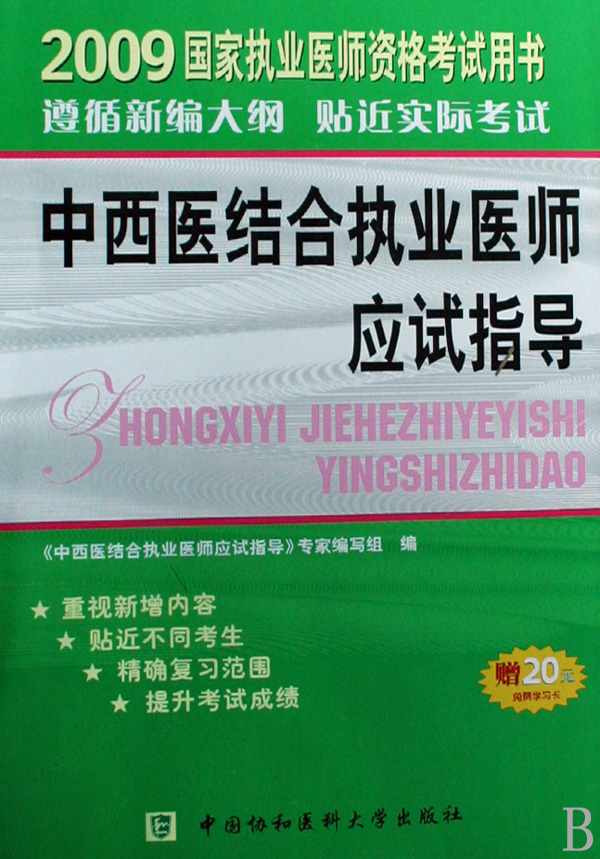 2009国家执业医师资格考试用书
遵循新编大纲 贴近实际考试
中西医结合执业医师
应试指导
ZHONGXIYI JIEHEZHIYEYISHI
YINGSHIZHIDAO
《中西医结合执业医师应试指导》专家编写组 编
★ 重视新增内容
★ 贴近不同考生
★ 精确复习范围
★ 提升考试成绩
赠20元
免费学习卡
中国协和医科大学出版社
B